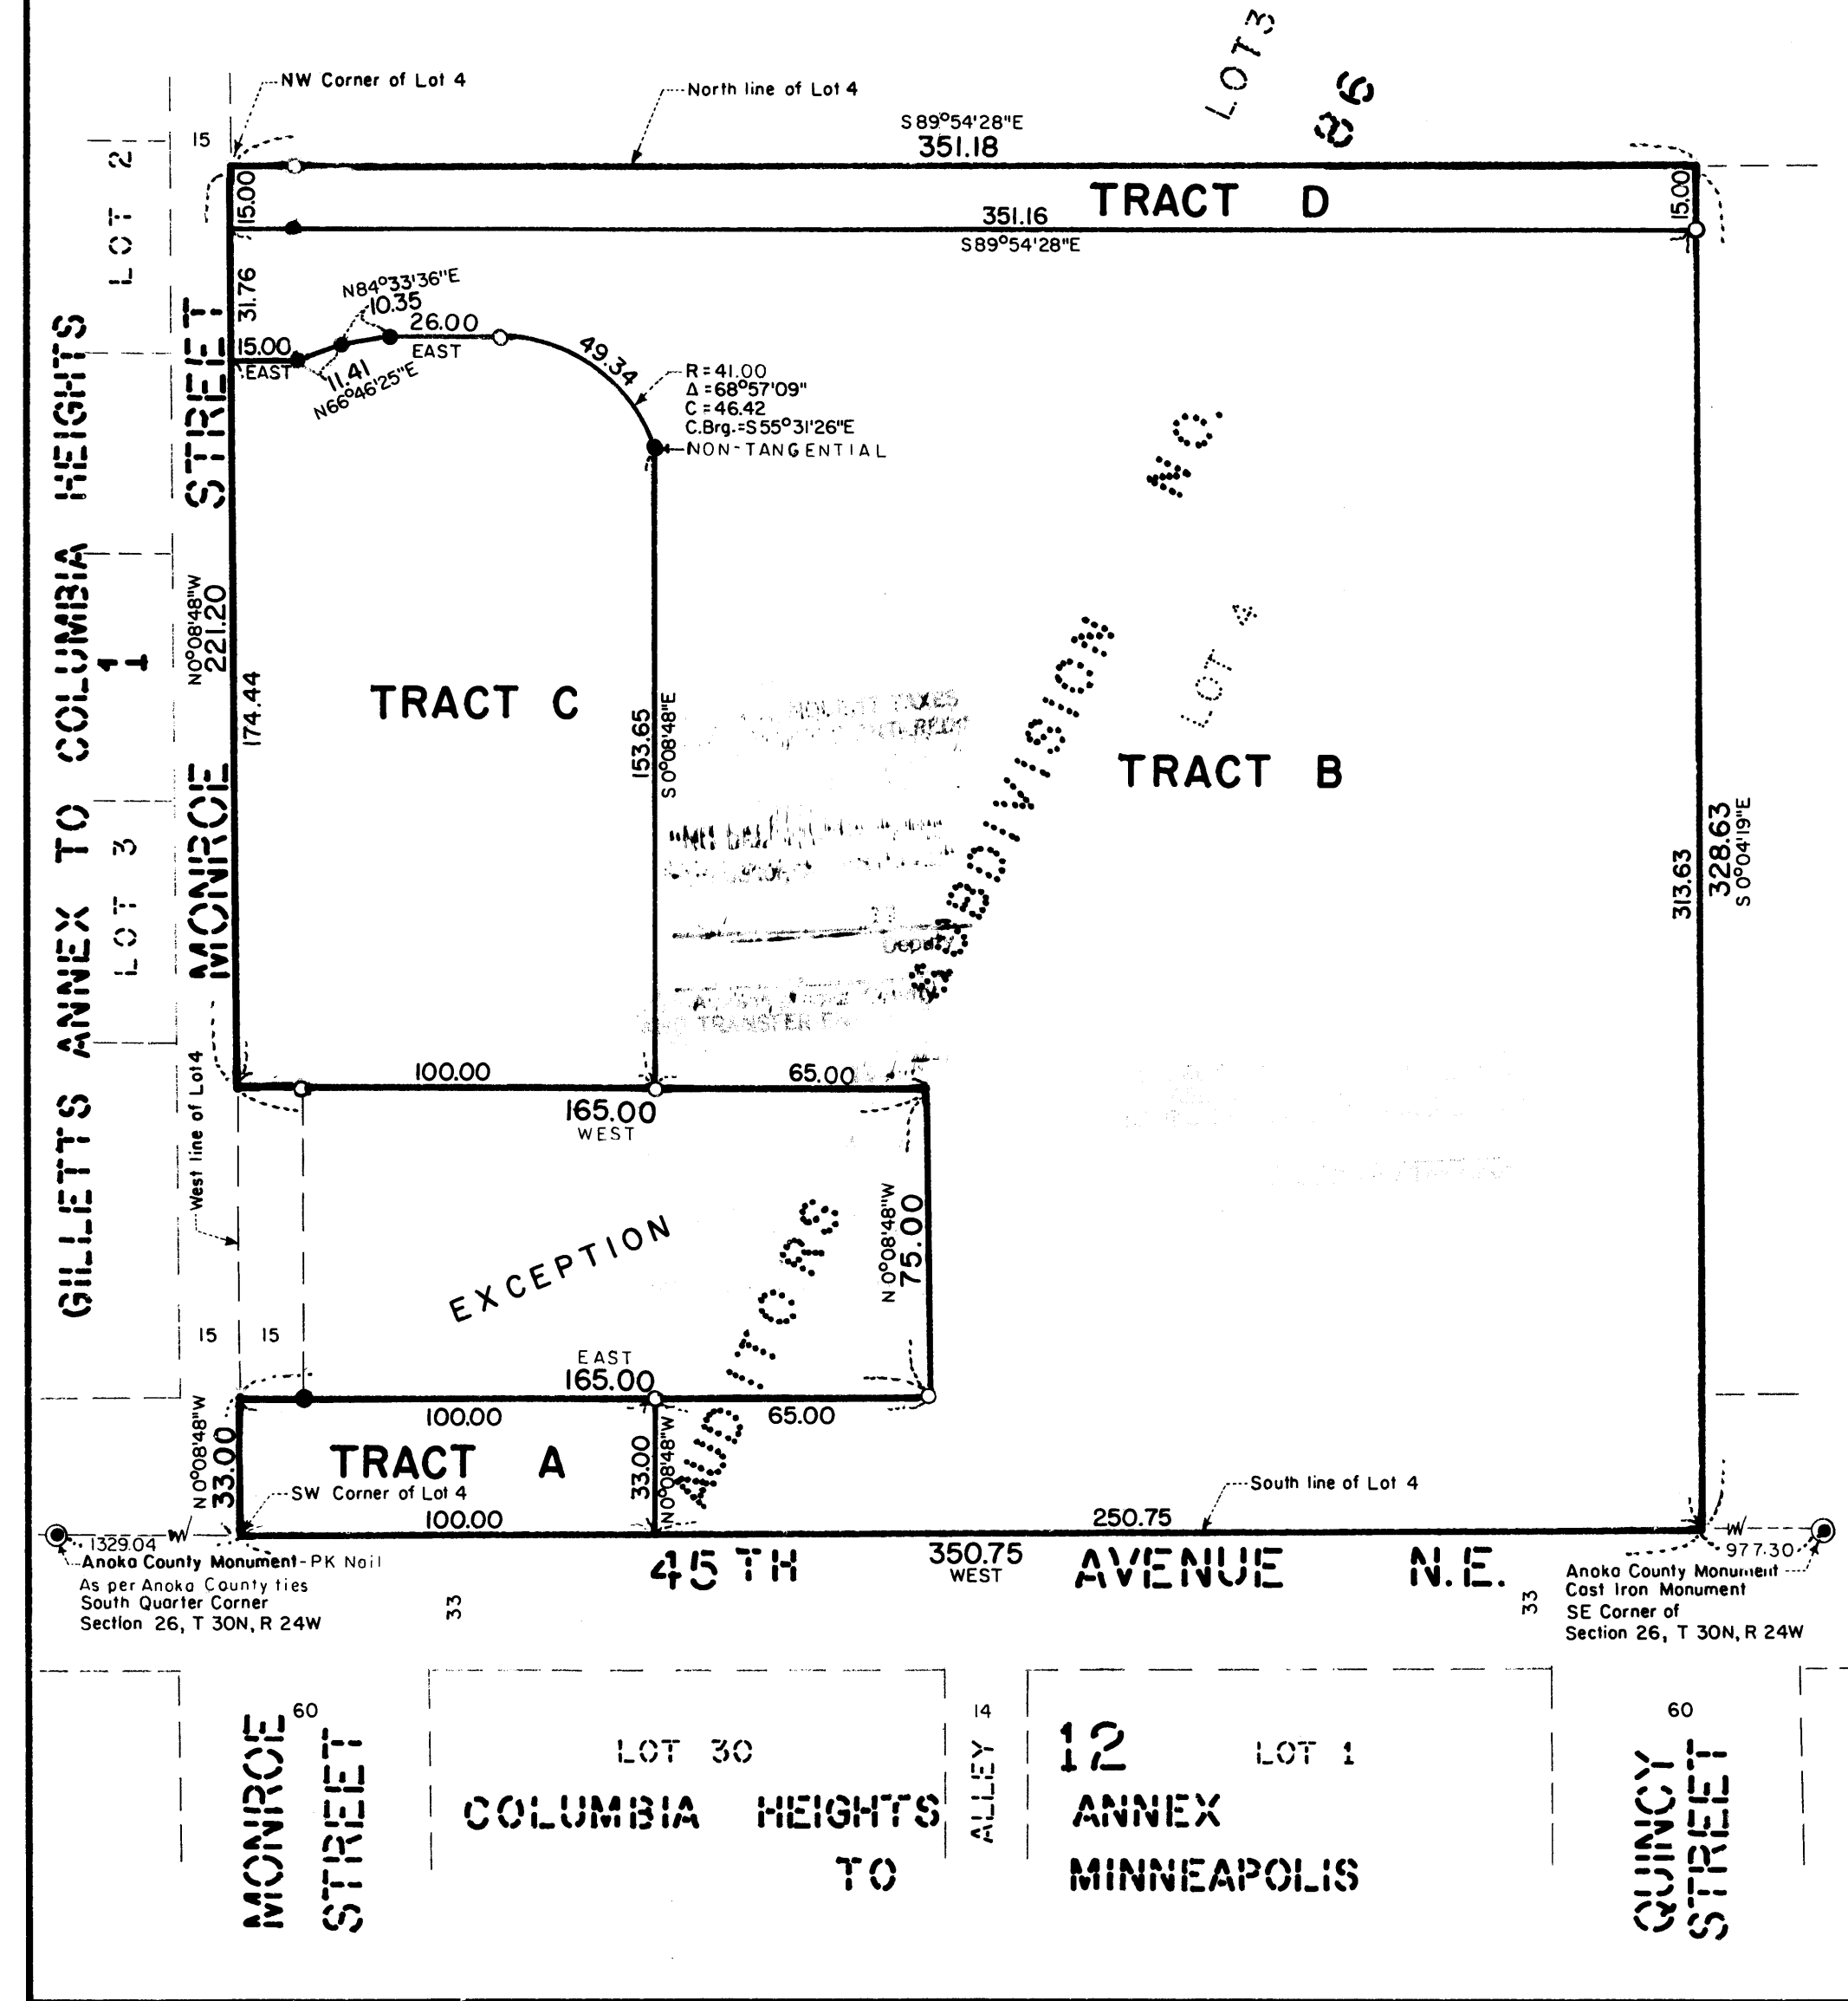 LOT 3
86
NW Corner of Lot 4
North line of Lot 4
S89°54'28"E
351.18
15
LOT 2
15.00
TRACT D
15.00
351.16
S89°54'28"E
31.76
N84°33'36"E
10.35
26.00
EAST
15.00
EAST
11.41
N66°46'25"E
49.34
R=41.00
Δ=68°57'09"
C=46.42
C.Brg.=S55°31'26"E
NON-TANGENTIAL
GILLETTS ANNEX TO COLUMBIA HEIGHTS
1
LOT 3
MONROE STREET
N0°08'48"W
221.20
174.44
TRACT C
153.65
S0°08'48"E
AUDITORS SUBDIVISION NO.
LOT 4
TRACT B
313.63
328.63
S0°04'19"E
Deputy
TRANSFER
West line of Lot 4
100.00
65.00
165.00
WEST
EXCEPTION
N0°08'48"W
75.00
15
15
EAST
165.00
100.00
65.00
N0°08'48"W
33.00
TRACT A
33.00
N0°08'48"W
SW Corner of Lot 4
100.00
South line of Lot 4
250.75
1329.04
Anoka County Monument-PK Nail
As per Anoka County ties
South Quarter Corner
Section 26, T 30N, R 24W
350.75
WEST
45TH AVENUE N.E.
33
33
977.30
Anoka County Monument
Cast Iron Monument
SE Corner of
Section 26, T 30N, R 24W
60
MONROE
STREET
LOT 30
14
ALLEY
12
LOT 1
COLUMBIA HEIGHTS ANNEX
TO MINNEAPOLIS
60
QUINCY
STREET